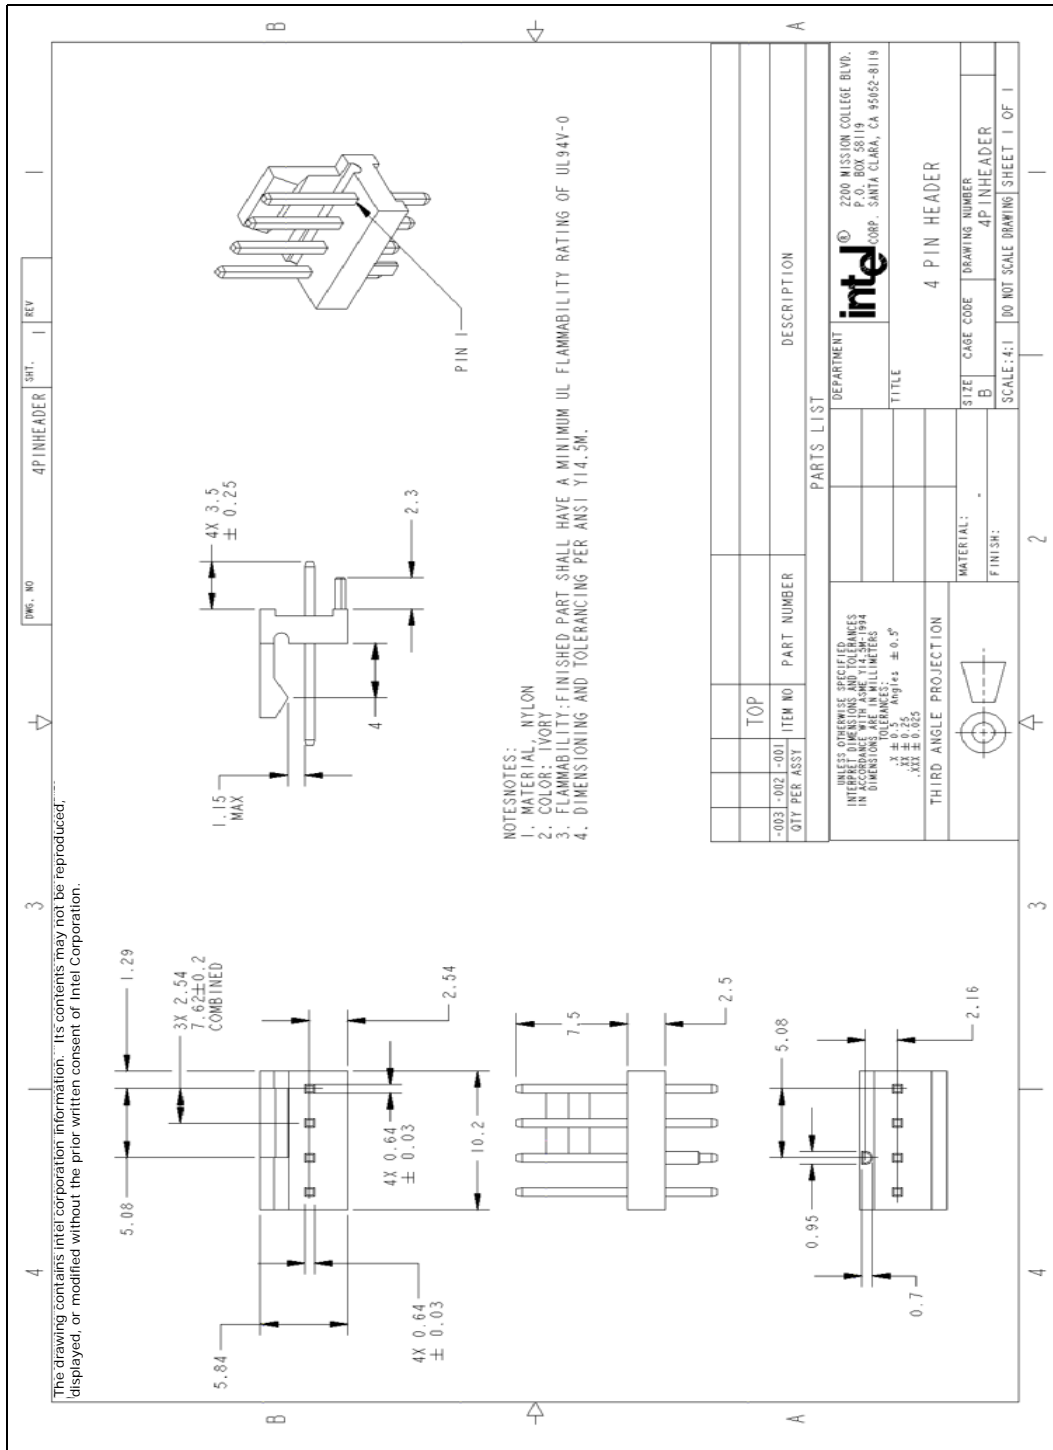 The drawing contains intel corporation information. Its contents may not be reproduced,
displayed, or modified without the prior written consent of Intel Corporation.
4
3
DWG. NO
4PINHEADER
SHT.
1
REV
1
B
B
A
A
5.08
1.29
3X 2.54
7.62±0.2
COMBINED
5.84
2.54
4X 0.64
± 0.03
4X 0.64
± 0.03
10.2
7.5
2.5
5.08
0.95
2.16
0.7
1.15
MAX
4X 3.5
± 0.25
4
2.3
PIN 1
NOTESNOTES:
1. MATERIAL, NYLON
2. COLOR: IVORY
3. FLAMMABILITY:FINISHED PART SHALL HAVE A MINIMUM UL FLAMMABILITY RATING OF UL94V-0
4. DIMENSIONING AND TOLERANCING PER ANSI Y14.5M.
TOP
-003 -002 -001
ITEM NO
PART NUMBER
DESCRIPTION
QTY PER ASSY
PARTS LIST
UNLESS OTHERWISE SPECIFIED
INTERPRET DIMENSIONS AND TOLERANCES
IN ACCORDANCE WITH ASME Y14.5M-1994
DIMENSIONS ARE IN MILLIMETERS
TOLERANCES:
.X ± 0.5 Angles ± 0.5°
.XX ± 0.25
.XXX ± 0.025
THIRD ANGLE PROJECTION
MATERIAL:
-
FINISH:
DEPARTMENT
intel®
CORP.
2200 MISSION COLLEGE BLVD.
P.O. BOX 58119
SANTA CLARA, CA 95052-8119
TITLE
4 PIN HEADER
SIZE
B
CAGE CODE
DRAWING NUMBER
4PINHEADER
SCALE:4:1
DO NOT SCALE DRAWING
SHEET 1 OF 1
4
3
2